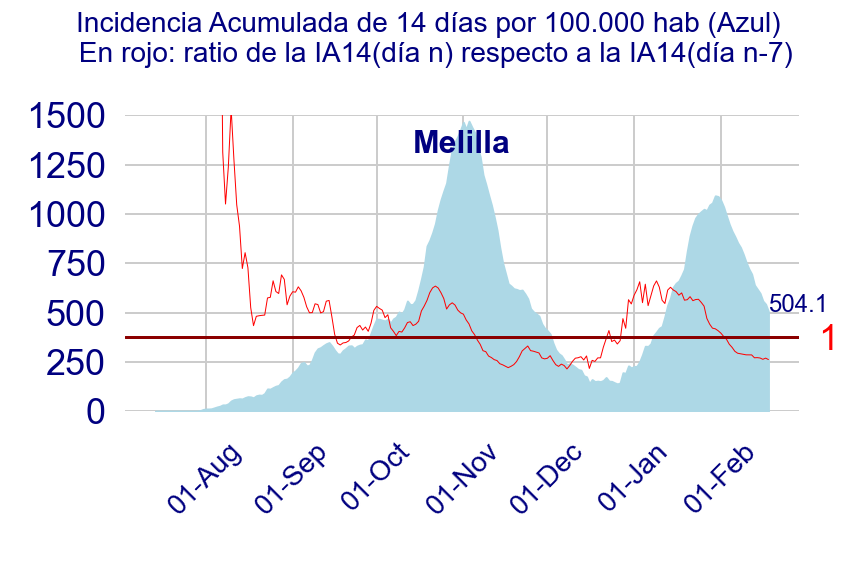 Incidencia Acumulada de 14 días por 100.000 hab (Azul)
En rojo: ratio de la IA14(día n) respecto a la IA14(día n-7)
1500
Melilla
1250
1000
750
504.1
500
1
250
0
01-Aug
01-Sep
01-Oct
01-Nov
01-Dec
01-Jan
01-Feb